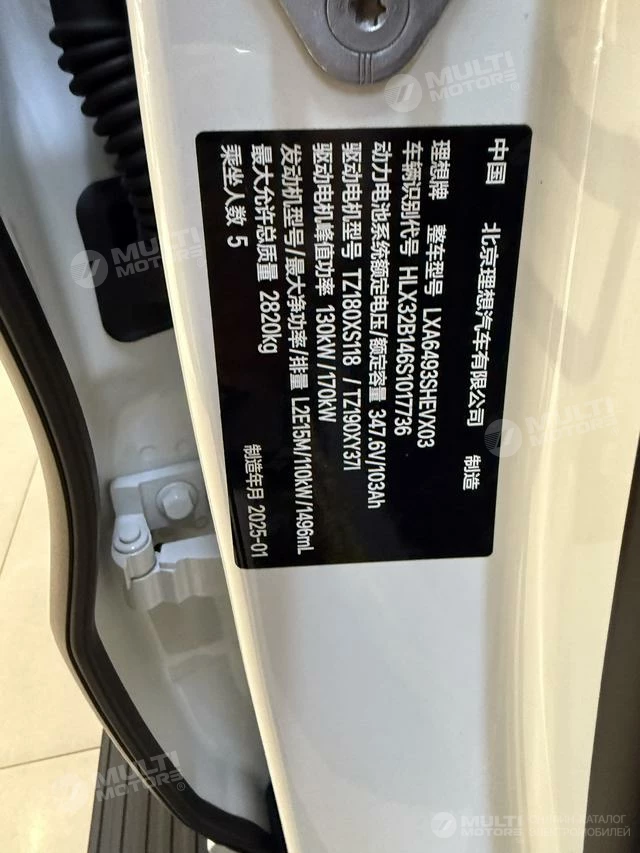 中国 北京理想汽车有限公司 制造
理想牌 整车型号 LXA6493SHEVX03
车辆识别代号 HLX32B146S1017736
动力电池系统额定电压/额定容量 347.6V/103Ah
驱动电机型号 TZ180XS118 / TZ190XY37I
驱动电机峰值功率 130kW/170kW
发动机型号/最大净功率/排量 L2E15M/110kW/1496mL
最大允许总质量 2820kg
乘坐人数 5 制造年月 2025-01
MULTI
MOTORS®
MULTI
MOTORS®
MULTI
MOTORS®
MULTI
MOTORS®
MULTI
MOTORS
ОНЛАЙН КАТАЛОГ
ЭЛЕКТРОМОБИЛЕЙ